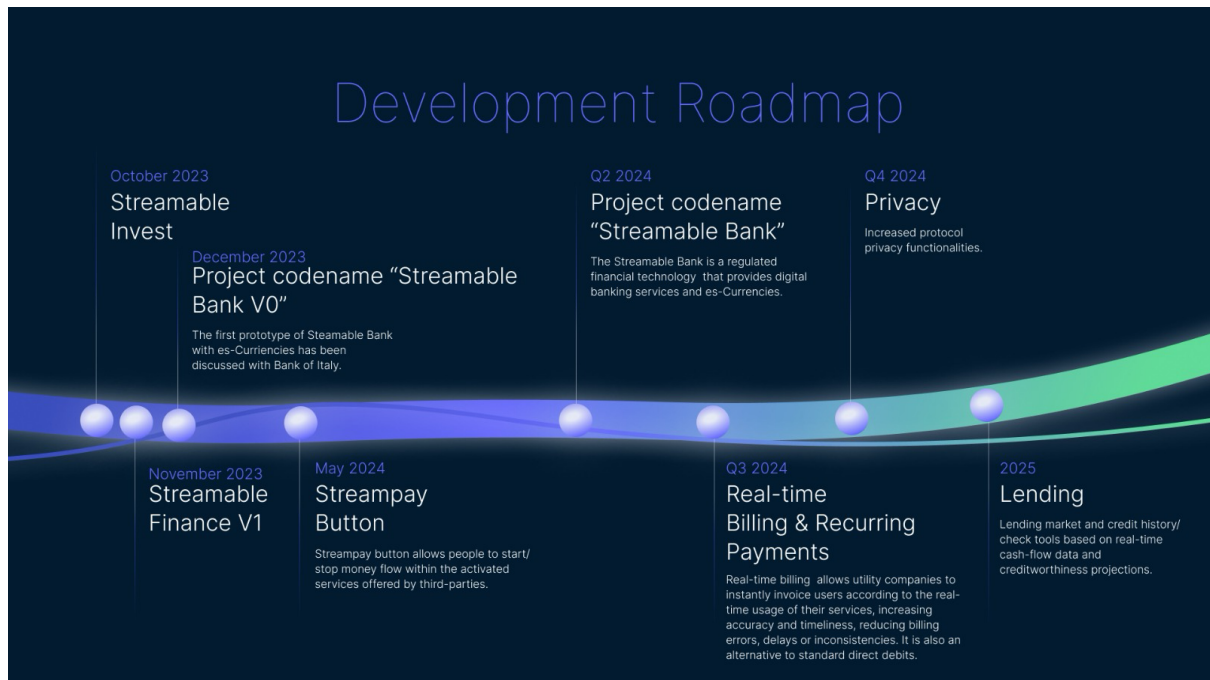 Development Roadmap
October 2023
Streamable
Invest
December 2023
Project codename “Streamable
Bank V0”
The first prototype of Steamable Bank
with es-Curriencies has been
discussed with Bank of Italy.
Q2 2024
Project codename
“Streamable Bank”
The Streamable Bank is a regulated
financial technology  that provides digital
banking services and es-Currencies.
Q4 2024
Privacy
Increased protocol
privacy functionalities.
November 2023
Streamable
Finance V1
May 2024
Streampay
Button
Streampay button allows people to start/
stop money flow within the activated
services offered by third-parties.
Q3 2024
Real-time
Billing & Recurring
Payments
Real-time billing  allows utility companies to
instantly invoice users according to the real-
time usage of their services, increasing
accuracy and timeliness, reducing billing
errors, delays or inconsistencies. It is also an
alternative to standard direct debits.
2025
Lending
Lending market and credit history/
check tools based on real-time
cash-flow data and
creditworthiness projections.